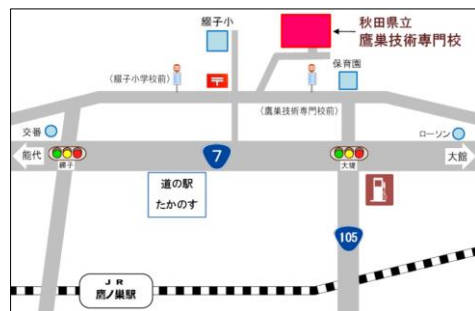 綴子小
秋田県立
鷹巣技術専門校
(綴子小学校前)
保育園
(鷹巣技術専門校前)
交番
ローソン
能代
綴子
7
大堤
大館
道の駅
たかのす
105
JR
鷹ノ巣駅